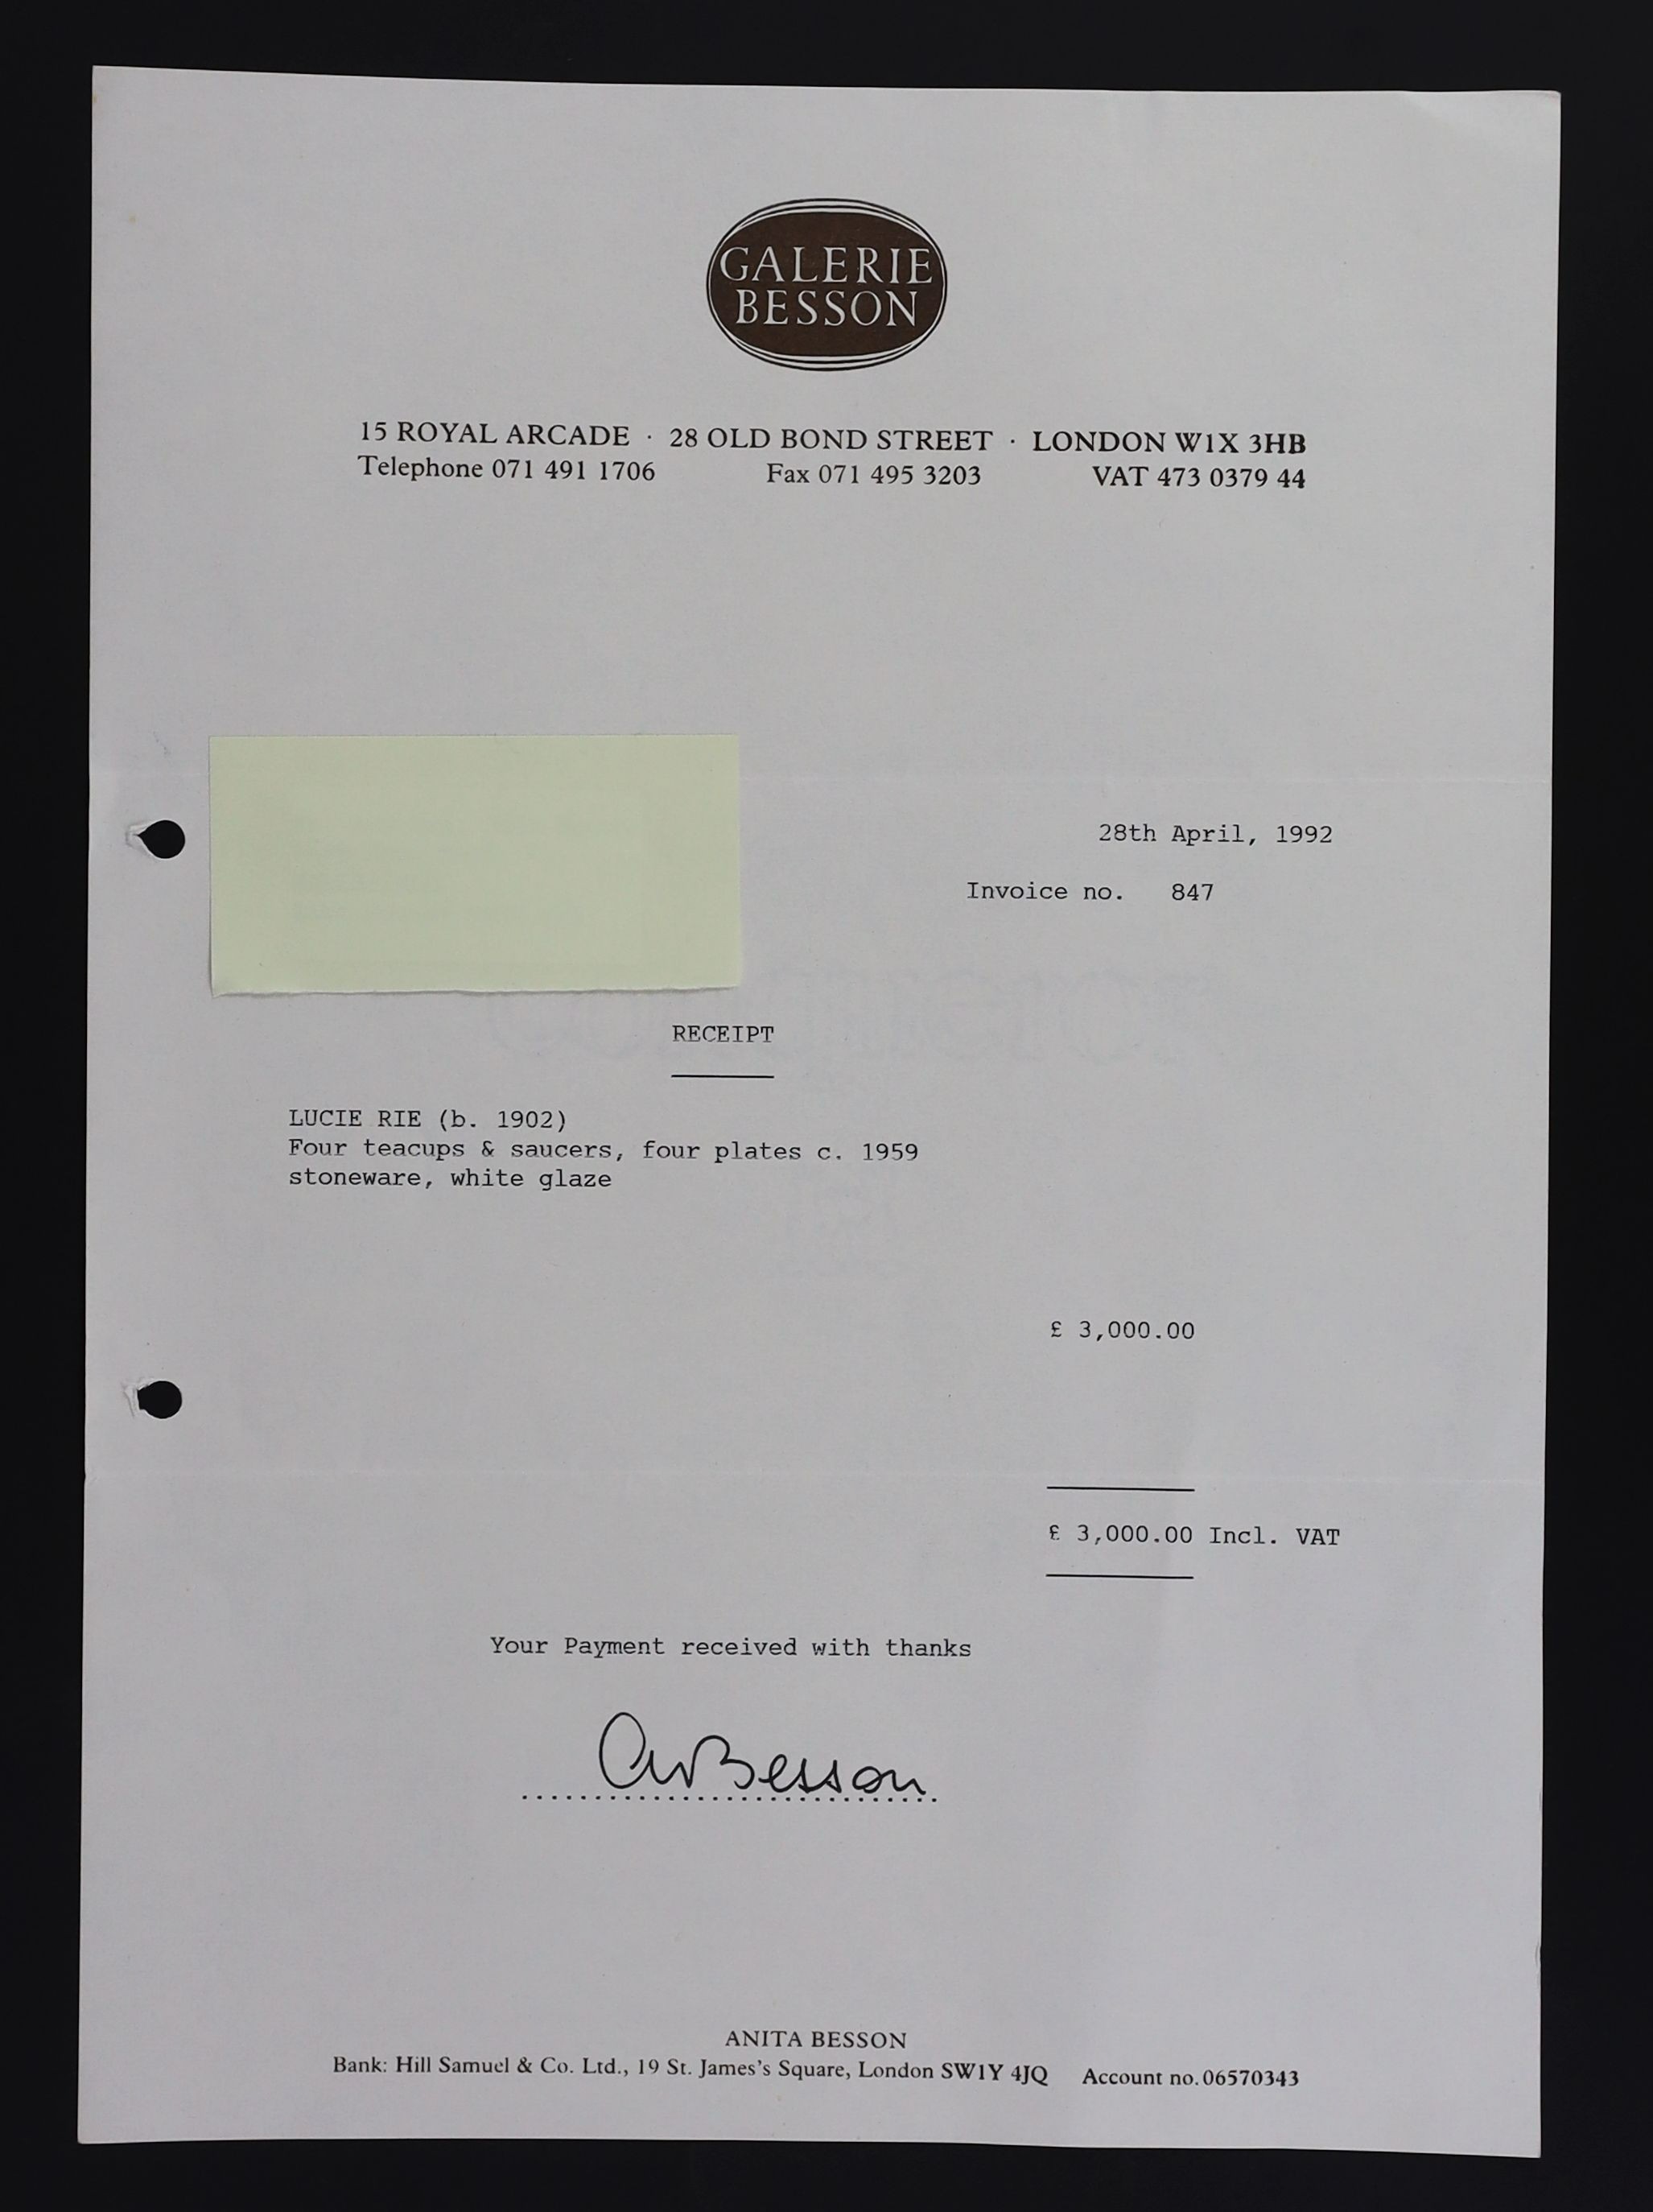 GALERIE
BESSON
15 ROYAL ARCADE · 28 OLD BOND STREET · LONDON W1X 3HB
Telephone 071 491 1706 Fax 071 495 3203 VAT 473 0379 44
28th April, 1992
Invoice no. 847
RECEIPT
LUCIE RIE (b. 1902)
Four teacups & saucers, four plates c. 1959
stoneware, white glaze
£ 3,000.00
£ 3,000.00 Incl. VAT
Your Payment received with thanks
Besson
ANITA BESSON
Bank: Hill Samuel & Co. Ltd., 19 St. James's Square, London SW1Y 4JQ Account no. 06570343